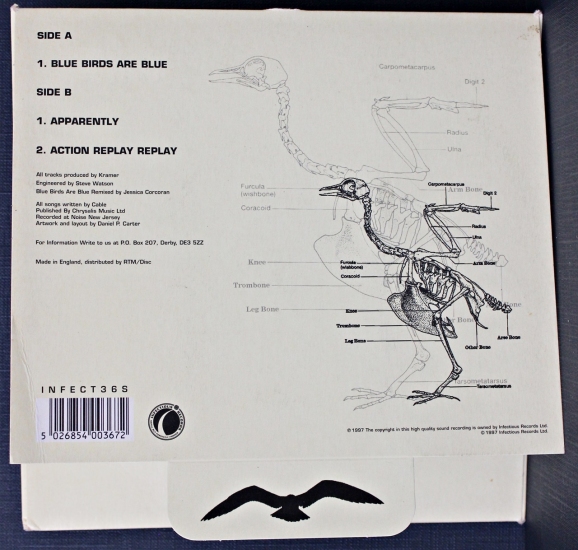 SIDE A
1. BLUE BIRDS ARE BLUE
SIDE B
1. APPARENTLY
2. ACTION REPLAY REPLAY
All tracks produced by Kramer
Engineered by Steve Watson
Blue Birds Are Blue Remixed by Jessica Corcoran
All songs written by Cable
Published By Chrysalis Music Ltd
Recorded at Noise New Jersey
Artwork and layout by Daniel P. Carter
For Information Write to us at P.O. Box 207, Derby, DE3 5ZZ
Made in England, distributed by RTM/Disc
Carpometacarpus
Digit 2
Radius
Ulna
Arm Bone
Furcula
(wishbone)
Coracoid
Knee
Trombone
Leg Bone
Torsometatarsus
Carpometacarpus
Digit 2
Radius
Ulna
Arm Bone
Furcula
(wishbone)
Coracoid
Knee
Trombone
Leg Bone
Other Bone
Arse Bone
Torsometatarsus
INFECT36S
5 026854 003672
℗ 1997 The copyright in this high quality sound recording is owned by Infectious Records Ltd.
© 1997 Infectious Records Ltd.